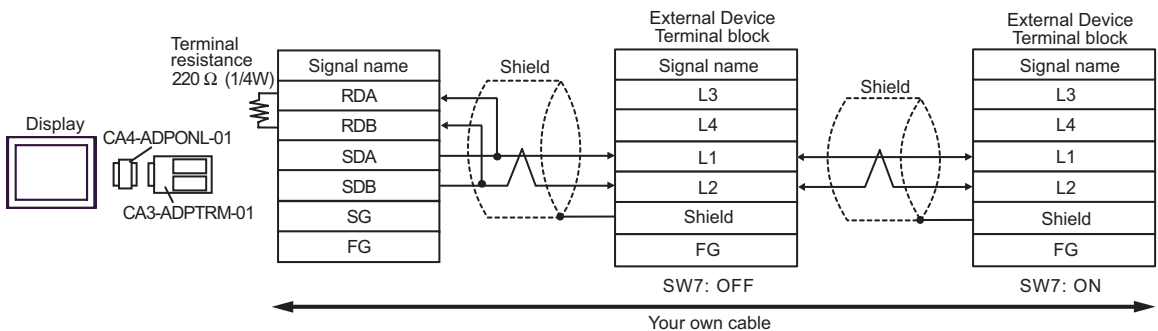 Terminal
resistance
220 Ω (1/4W)
Display
CA4-ADPONL-01
CA3-ADPTRM-01
Signal name
RDA
RDB
SDA
SDB
SG
FG
Shield
External Device
Terminal block
Signal name
L3
L4
L1
L2
Shield
FG
SW7: OFF
Shield
External Device
Terminal block
Signal name
L3
L4
L1
L2
Shield
FG
SW7: ON
Your own cable